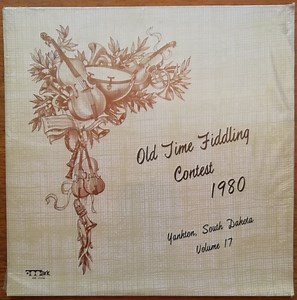 Old Time Fiddling
Contest
1980
Yankton, South Dakota
Volume 17